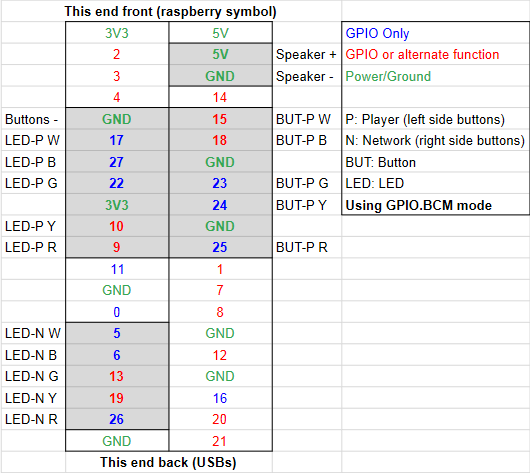 This end front (raspberry symbol)
3V3 5V GPIO Only
2 5V Speaker + GPIO or alternate function
3 GND Speaker - Power/Ground
4 14
Buttons - GND 15 BUT-P W P: Player (left side buttons)
LED-P W 17 18 BUT-P B N: Network (right side buttons)
LED-P B 27 GND BUT: Button
LED-P G 22 23 BUT-P G LED: LED
3V3 24 BUT-P Y Using GPIO.BCM mode
LED-P Y 10 GND
LED-P R 9 25 BUT-P R
11 1
GND 7
0 8
LED-N W 5 GND
LED-N B 6 12
LED-N G 13 GND
LED-N Y 19 16
LED-N R 26 20
GND 21
This end back (USBs)